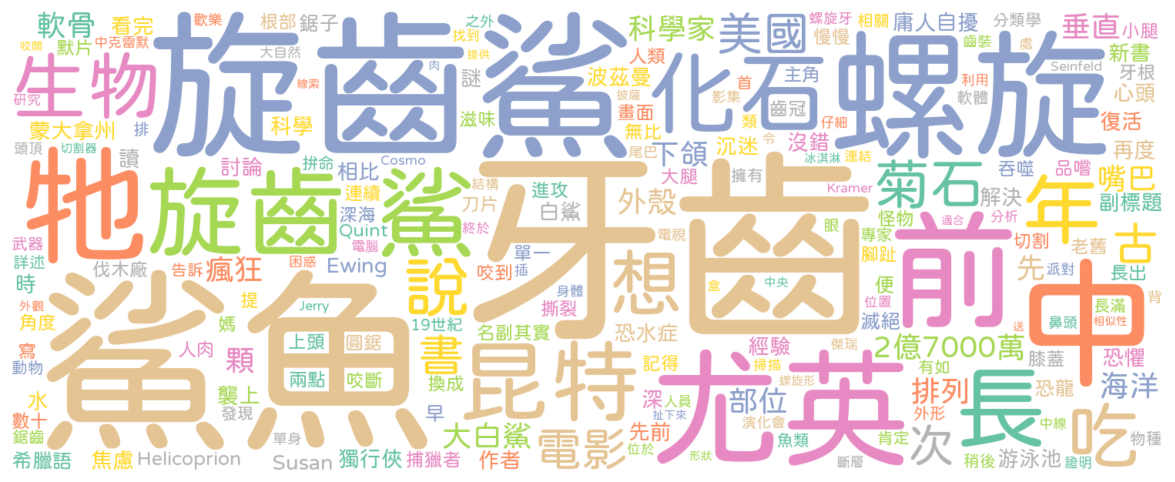 軟骨 看完 歡樂 根部 鋸子 之外 科學家 美國 螺旋牙 相關 庸人自擾 分類學 垂直 小腿
咬開 默片 中克雷默 找到 人類 慢慢 齒裝 處 新書
生物 旋齒鯊 大自然 肉 提供 謎 波茲曼 化石 主角 首 螺旋 利用 Seinfeld 牙根
研究 線索 滋味 畫面 披薩 影集 齒冠 軟體 心頭
蒙大拿州 排 科學 無比 類 仔細 復活
頭頂 切割器 讀 尾巴 沉迷 令 沒錯 再度
牠 討論 拚命 相比 Cosmo 牙齒 下頜 大腿 冰淇淋 連結 吞噬 品嚐
旋齒鯊 連續 結構 進攻 擁有 Kramer 菊石 解決 年 嘴巴
深海 刀片 白鯊 外殼 眼 怪物 適合 分析 副標題
武器 Quint 終於 電視 前 專家 切割 古
詳述 伐木廠 告訴 瘋狂 困惑 電腦 單一 想 腳趾 先 老舊
時 Ewing 說 咬到 插 盒 中央 便 派對 長出
外觀 鯊魚 提 Jerry 身體 位置 中 背
角度 媽 19世紀 撕裂 滅絕 鼻頭 長滿
寫 上頭 圓鋸 書 名副其實 恐水症 傑瑞 送 相似性
動物 人肉 顆 兩點 咬斷 換成 昆特 記得 經驗 2億7000萬 膝蓋 恐懼
襲上 掃描 有如
水 發現 早 深 人員 尤英 螺旋形 部位 排列 長 恐龍 海洋
數十 扯下來 演化會 外形 中線 吃
鋸齒 單身 大白鯊 電影 先前 魚類 肯定 次 物種
希臘語 焦慮 Helicoprion Susan 獨行俠 捕獵者 作者 位於 形狀 斷層 稍後 游泳池 證明